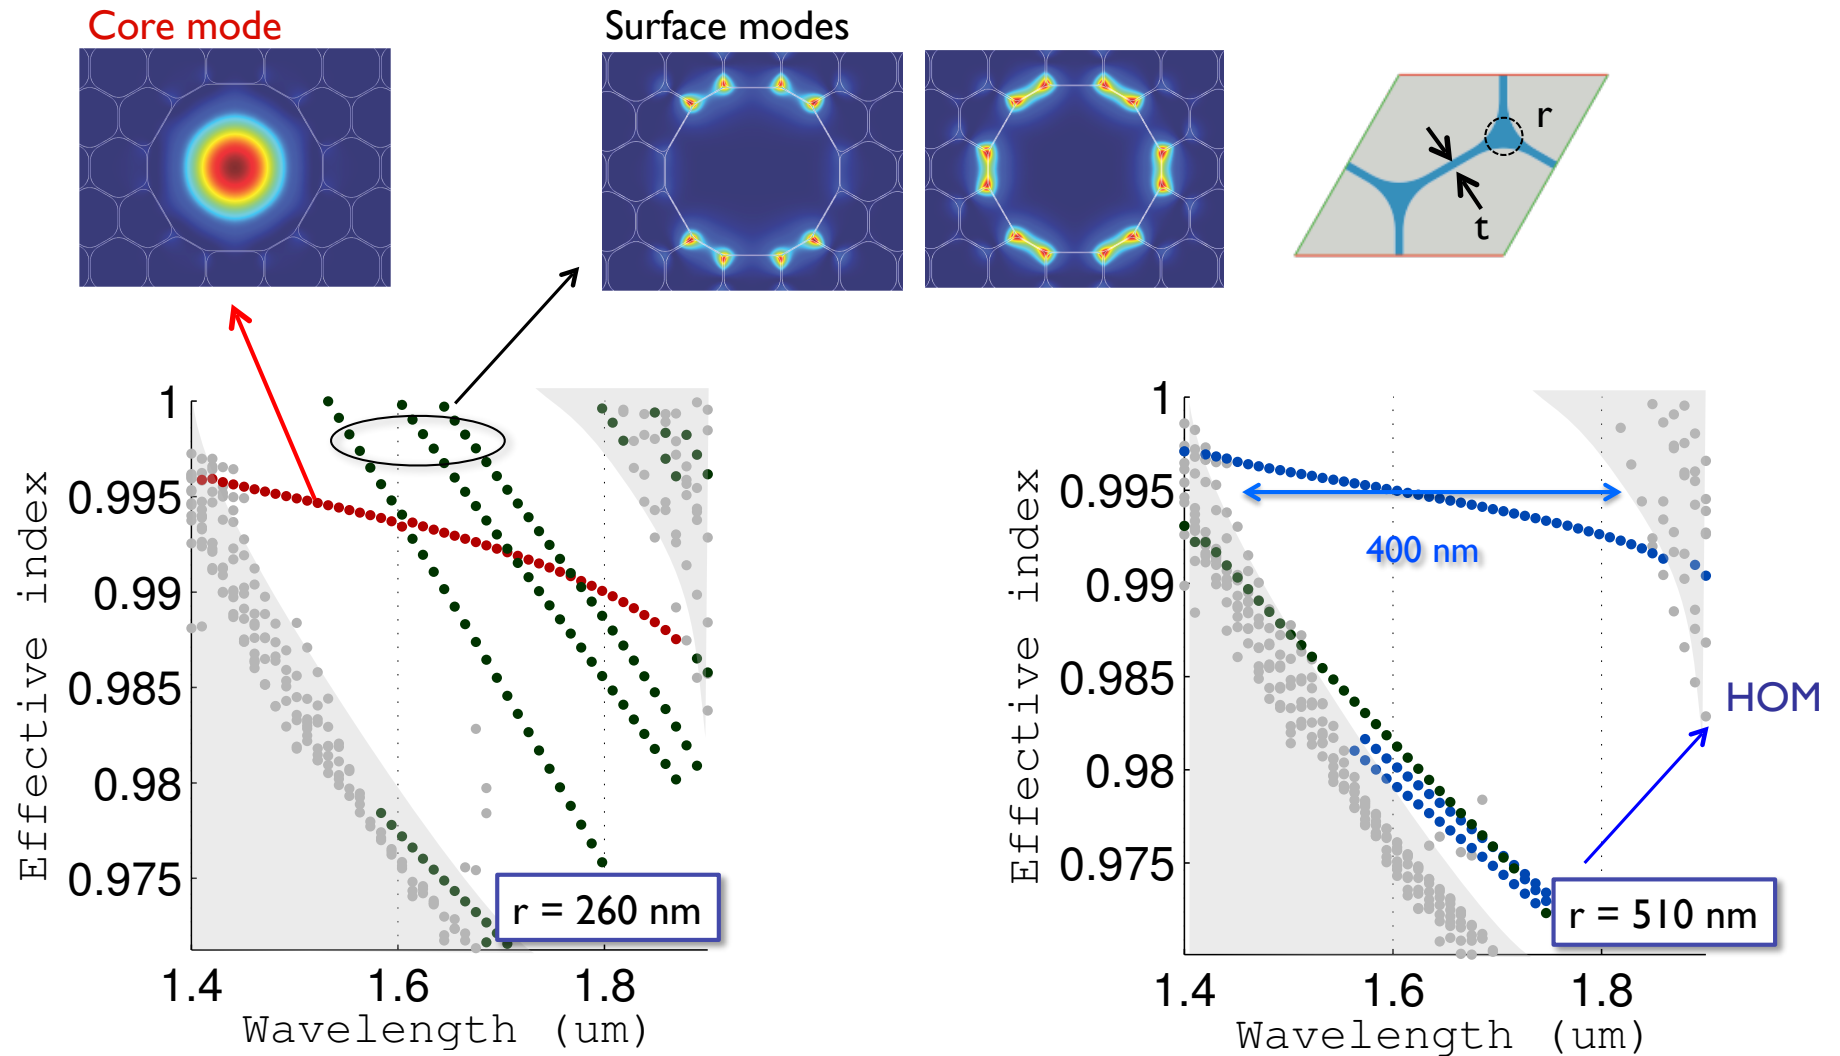 Core mode
Surface modes
r
t
1
0.995
0.99
0.985
0.98
0.975
Effective index
1.4
1.6
1.8
Wavelength (um)
r = 260 nm
1
0.995
0.99
0.985
0.98
0.975
Effective index
400 nm
HOM
r = 510 nm
1.4
1.6
1.8
Wavelength (um)